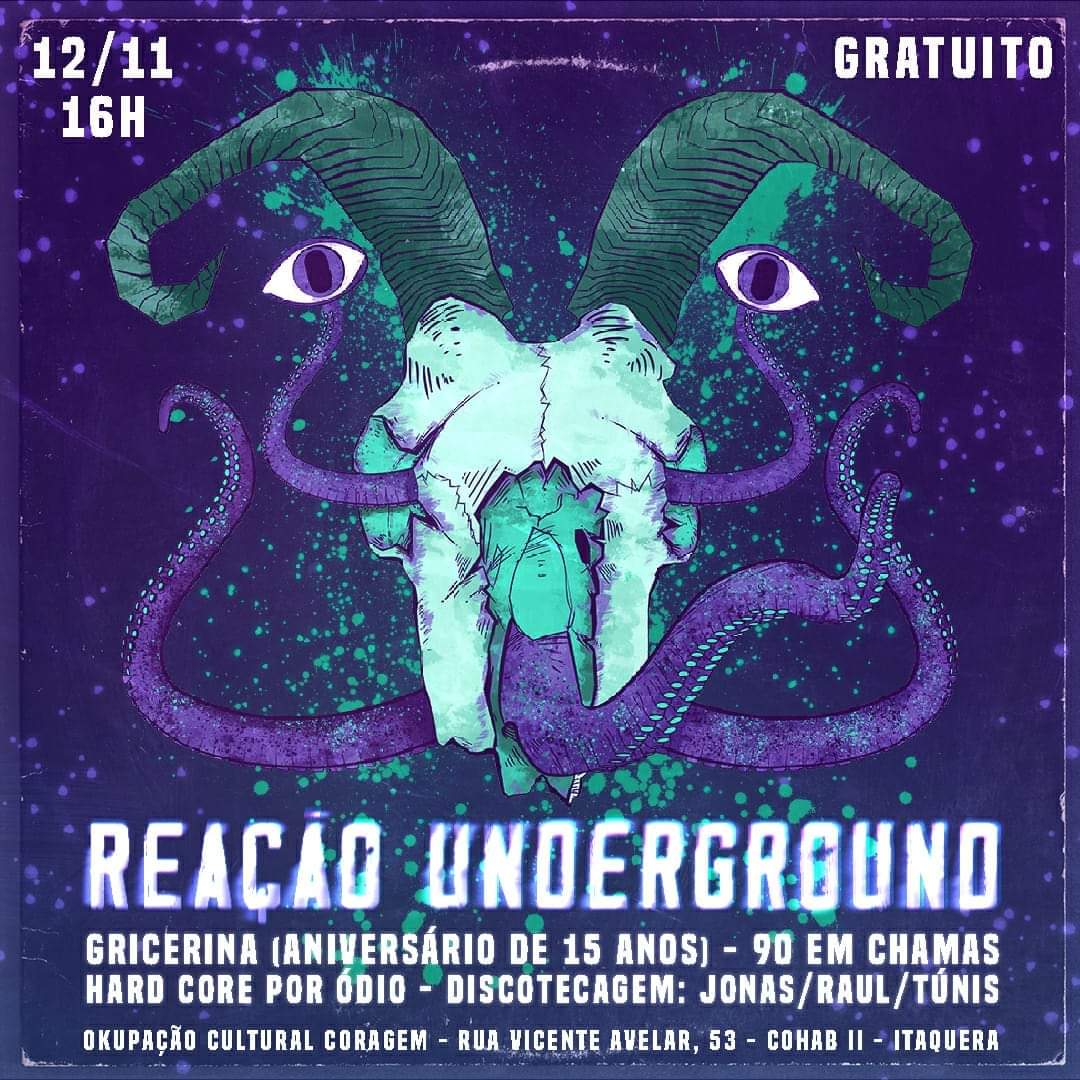 12/11
16H
GRATUITO
REAÇÃO UNDERGROUND
GRICERINA (ANIVERSÁRIO DE 15 ANOS) - 90 EM CHAMAS
HARD CORE POR ÓDIO - DISCOTECAGEM: JONAS/RAUL/TÚNIS
OKUPAÇÃO CULTURAL CORAGEM - RUA VICENTE AVELAR, 53 - COHAB II - ITAQUERA